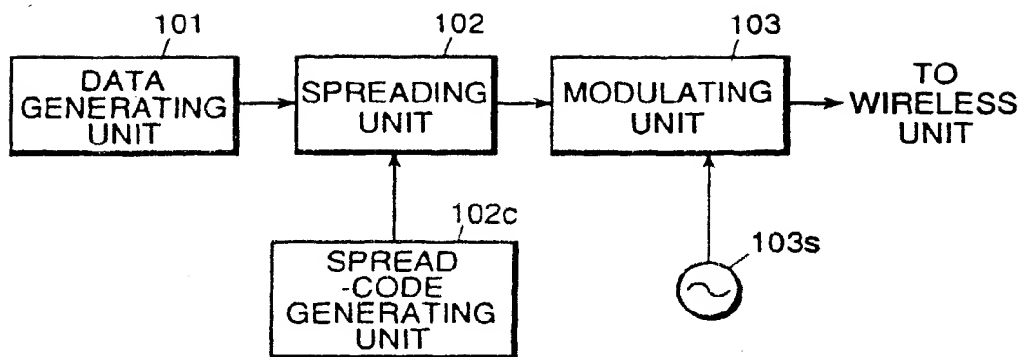 101
102
103
DATA
GENERATING
UNIT
SPREADING
UNIT
MODULATING
UNIT
TO
WIRELESS
UNIT
102c
SPREAD
-CODE
GENERATING
UNIT
103s